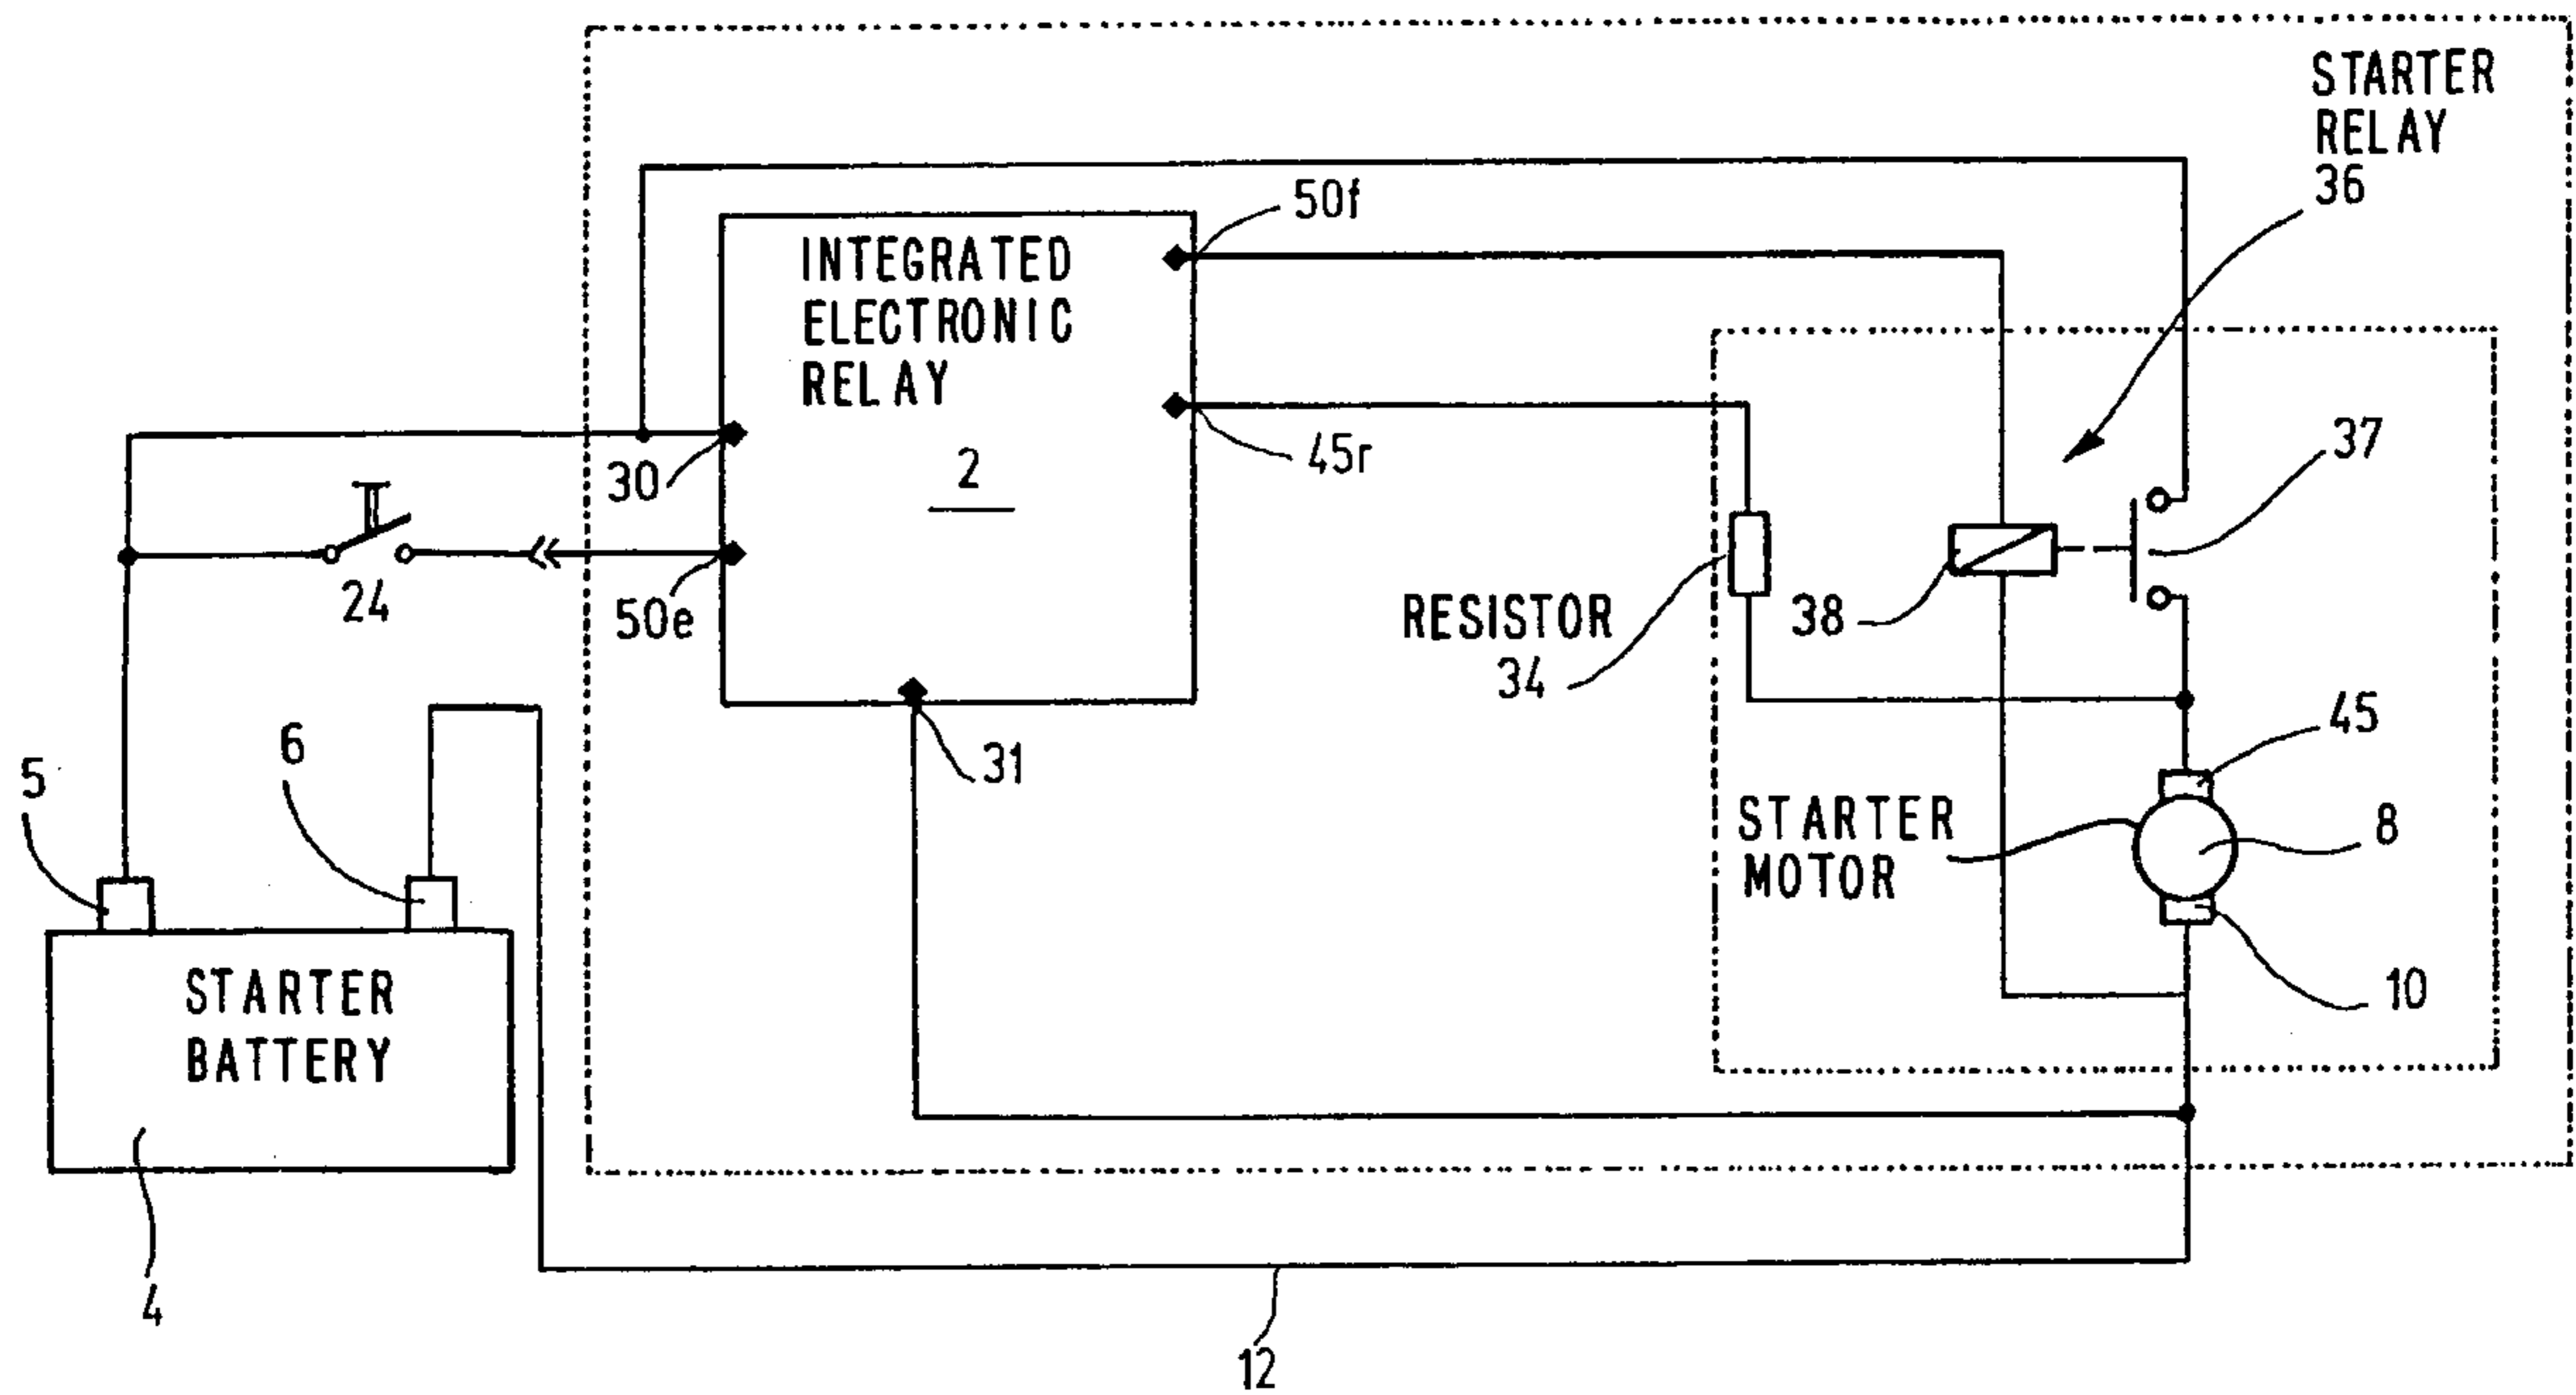 STARTER
RELAY
36
50f
INTEGRATED
ELECTRONIC
RELAY
2
30
45r
37
24
50e
RESISTOR
34
38
31
45
5
6
STARTER
MOTOR
8
10
STARTER
BATTERY
4
12